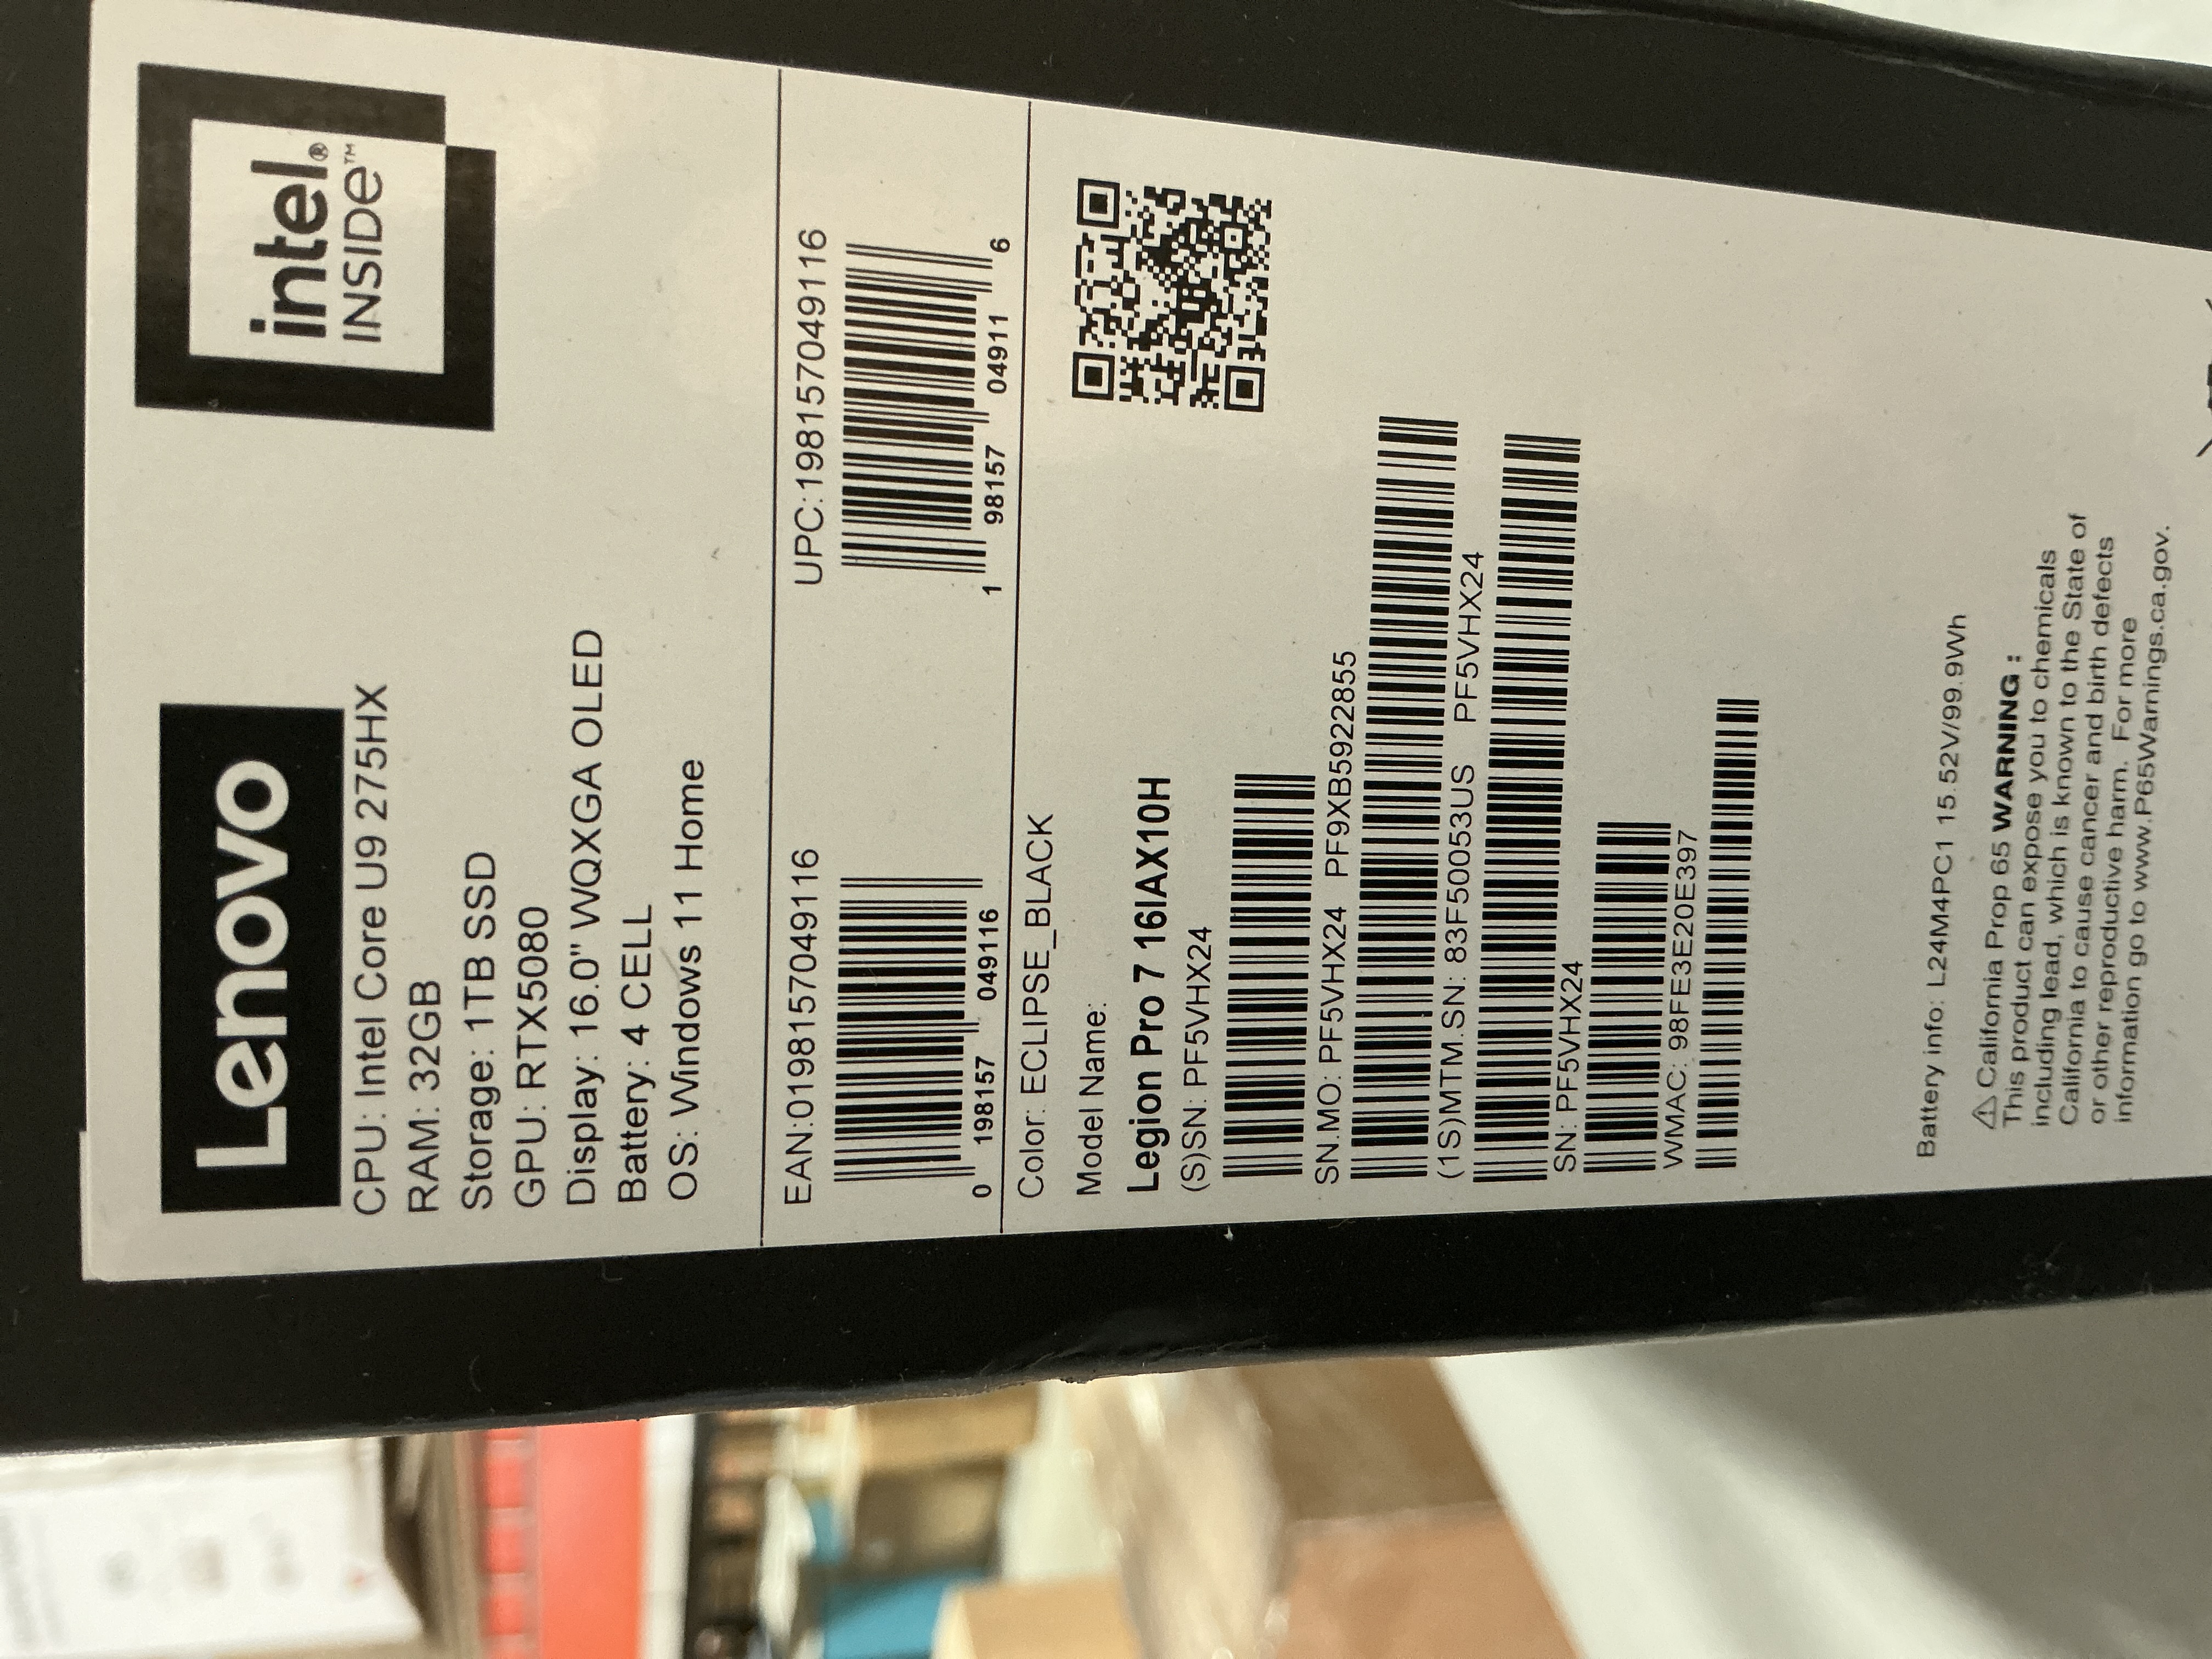 Lenovo
intel®
INSIDE™
CPU: Intel Core U9 275HX
RAM: 32GB
Storage: 1TB SSD
GPU: RTX5080
Display: 16.0" WQXGA OLED
Battery: 4 CELL
OS: Windows 11 Home
EAN:0198157049116
0 198157 049116
UPC:198157049116
1 98157 04911 6
Color: ECLIPSE_BLACK
Model Name:
Legion Pro 7 16IAX10H
(S)SN: PF5VHX24
SN.MO: PF5VHX24 PF9XB5922855
(1S)MTM.SN: 83F50053US PF5VHX24
SN: PF5VHX24
WMAC: 98FE3E20E397
Battery info: L24M4PC1 15.52V/99.9Wh
⚠ California Prop 65 WARNING :
This product can expose you to chemicals
including lead, which is known to the State of
California to cause cancer and birth defects
or other reproductive harm. For more
information go to www.P65Warnings.ca.gov.